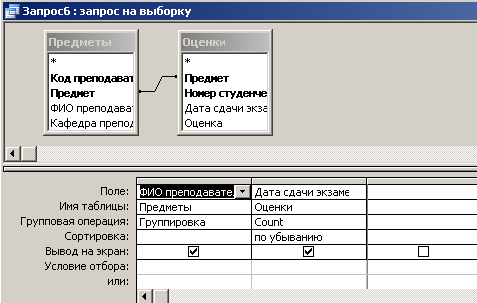 Запрос6 : запрос на выборку
Предметы
*
Код преподават
Предмет
ФИО преподава
Кафедра препод
Оценки
*
Предмет
Номер студенче
Дата сдачи экза
Оценка
Поле: ФИО преподавате. Дата сдачи экзаме
Имя таблицы: Предметы Оценки
Групповая операция: Группировка Count
Сортировка: по убыванию
Вывод на экран:
Условие отбора:
или: